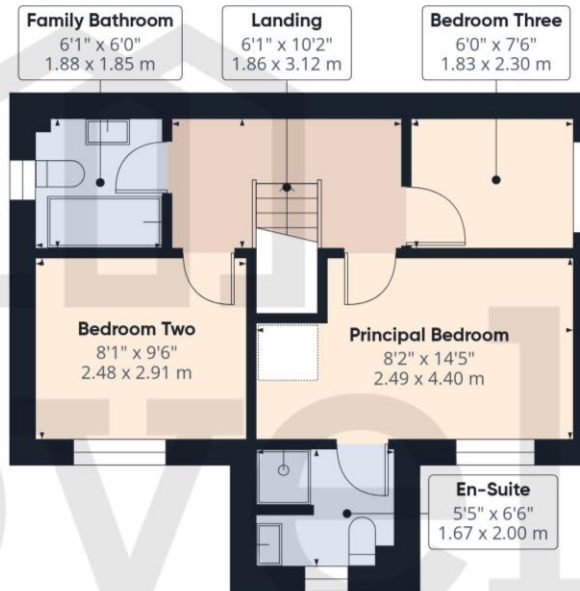 Family Bathroom
6'1" x 6'0"
1.88 x 1.85 m
Landing
6'1" x 10'2"
1.86 x 3.12 m
Bedroom Three
6'0" x 7'6"
1.83 x 2.30 m
Bedroom Two
8'1" x 9'6"
2.48 x 2.91 m
Principal Bedroom
8'2" x 14'5"
2.49 x 4.40 m
En-Suite
5'5" x 6'6"
1.67 x 2.00 m